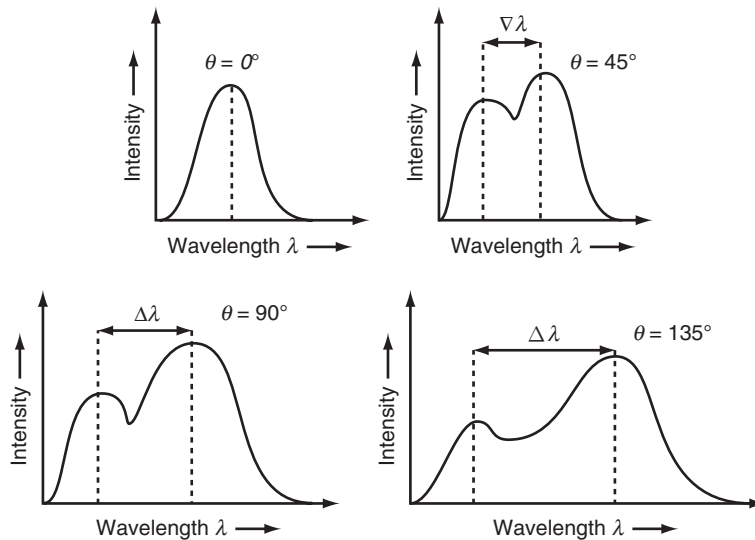 Intensity
θ = 0°
Wavelength λ
Intensity
∇λ
θ = 45°
Wavelength λ
Intensity
Δλ
θ = 90°
Wavelength λ
Intensity
Δλ
θ = 135°
Wavelength λ